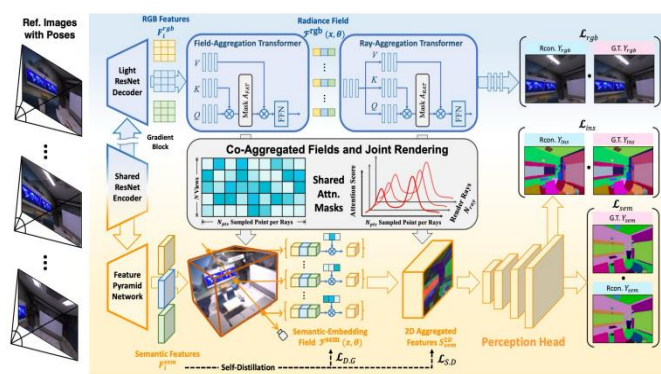 Ref. Images
with Poses
RGB Features
F_i^rgb
Light
ResNet
Decoder
Gradient
Block
Shared
ResNet
Encoder
Feature
Pyramid
Network
Semantic Features
F_i^sem
Field-Aggregation Transformer
V
K
Q
Mask A_FAT
FFN
Radiance Field
F^rgb (x, θ)
Ray-Aggregation Transformer
V
K
Q
Mask A_RAT
FFN
Co-Aggregated Fields and Joint Rendering
N Views
N_pts Sampled Point per Rays
Shared
Attn.
Masks
Attention Score
N_pts Sampled Point per Rays
Render Rays
N_ray
Semantic-Embedding
Field F^sem (x, θ)
2D Aggregated
Features S_sem^2D
Perception Head
Self-Distillation
L_D.G
L_S.D
L_rgb
Rcon. Y_rgb
G.T. Y_rgb
L_ins
Rcon. Y_ins
G.T. Y_ins
L_sem
G.T. Y_sem
Rcon. Y_sem